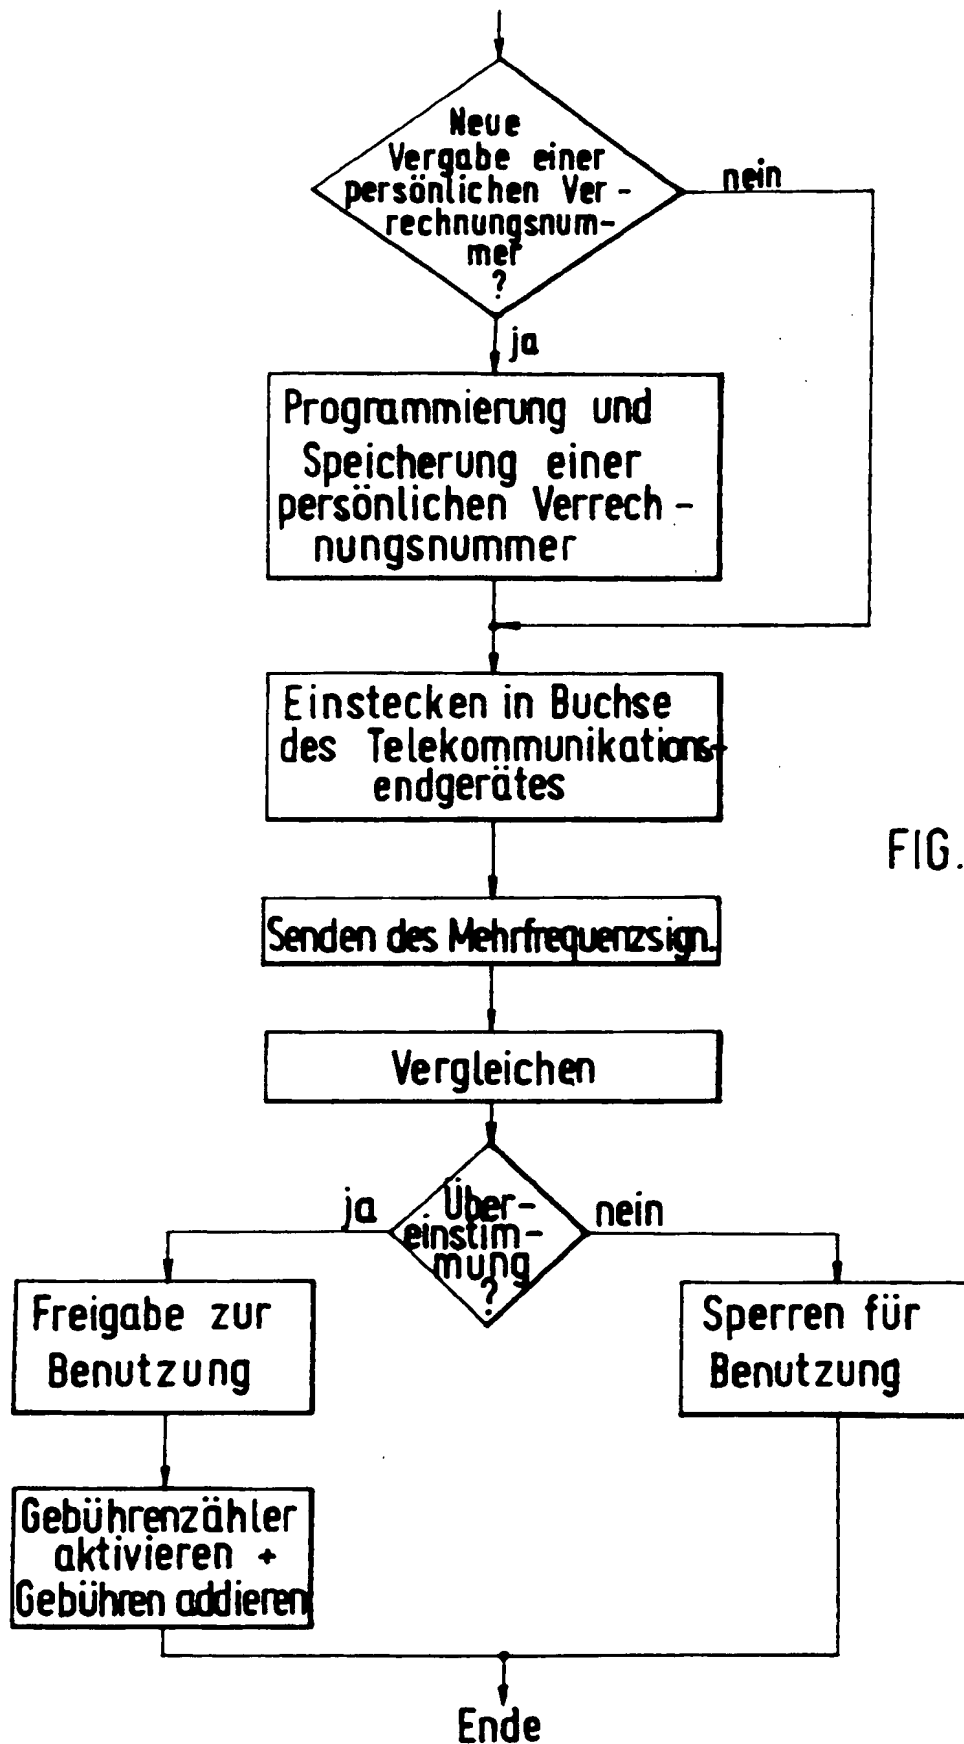 Neue
Vergabe einer
persönlichen Ver-
rechnungsnum-
mer
?
nein
ja
Programmierung und
Speicherung einer
persönlichen Verrech-
nungsnummer
Einstecken in Buchse
des Telekommunikations-
endgerätes
FIG.
Senden des Mehrfrequenzsign.
Vergleichen
ja
Über-
einstim-
mung
?
nein
Freigabe zur
Benutzung
Sperren für
Benutzung
Gebührenzähler
aktivieren +
Gebühren addieren
Ende